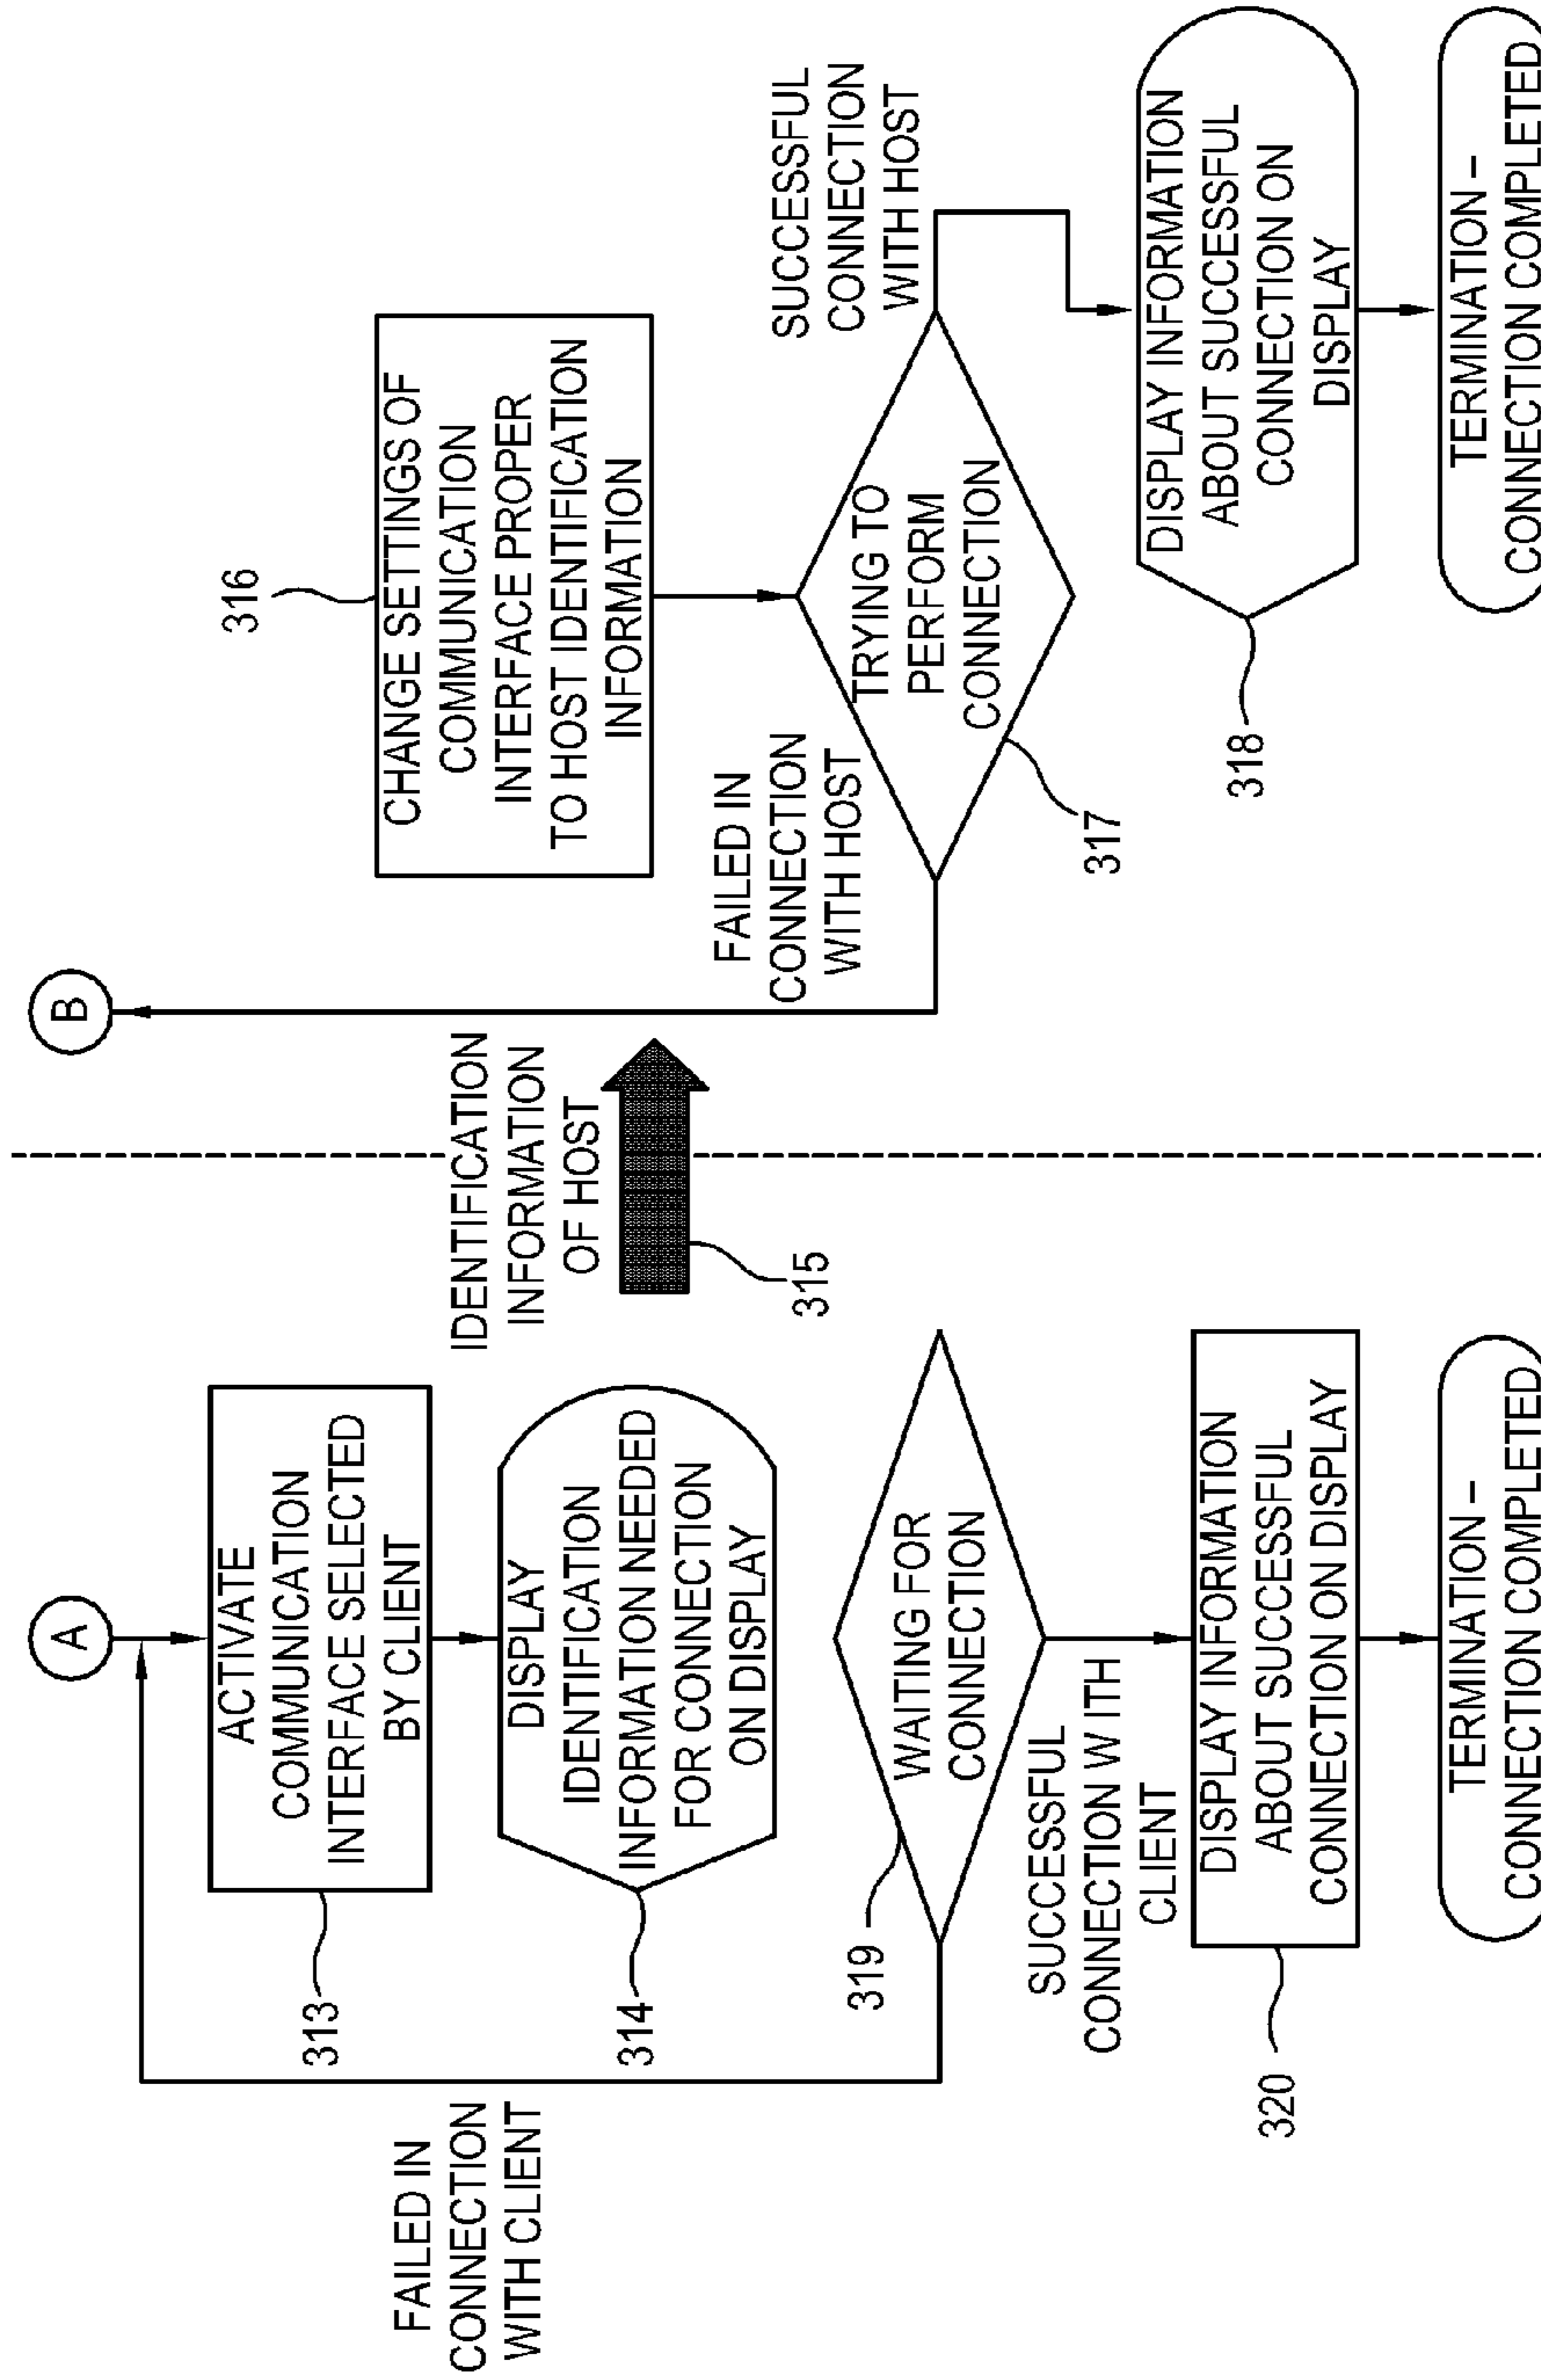 A
ACTIVATE
COMMUNICATION
INTERFACE SELECTED
BY CLIENT
313
DISPLAY
IDENTIFICATION
INFORMATION NEEDED
FOR CONNECTION
ON DISPLAY
314
FAILED IN
CONNECTION
WITH CLIENT
WAITING FOR
CONNECTION
319
SUCCESSFUL
CONNECTION W ITH
CLIENT
DISPLAY INFORMATION
ABOUT SUCCESSFUL
CONNECTION ON DISPLAY
320
TERMINATION –
CONNECTION COMPLETED
IDENTIFICATION
INFORMATION
OF HOST
315
B
316
CHANGE SETTINGS OF
COMMUNICATION
INTERFACE PROPER
TO HOST IDENTIFICATION
INFORMATION
FAILED IN
CONNECTION
WITH HOST
TRYING TO
PERFORM
CONNECTION
317
SUCCESSFUL
CONNECTION
WITH HOST
DISPLAY INFORMATION
ABOUT SUCCESSFUL
CONNECTION ON
DISPLAY
318
TERMINATION –
CONNECTION COMPLETED